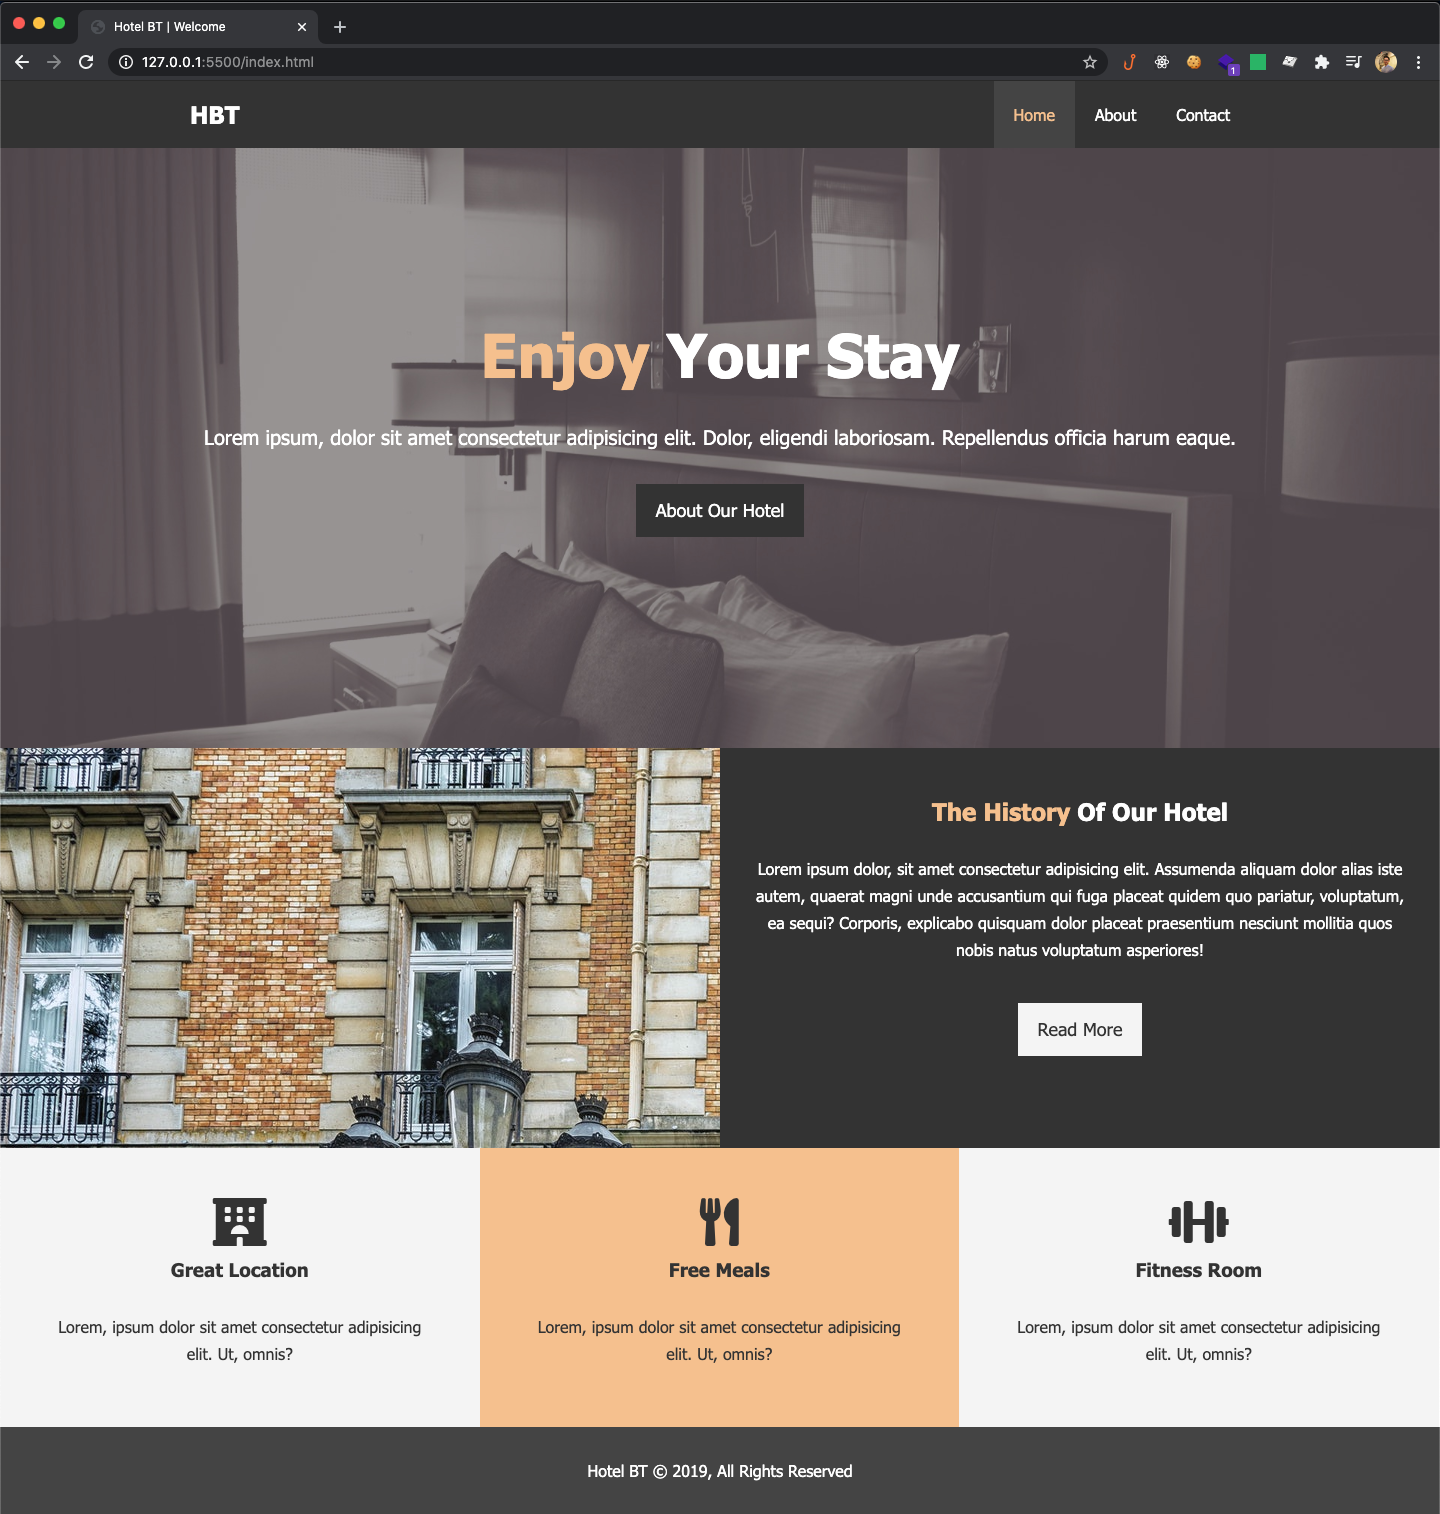 Hotel BT | Welcome
127.0.0.1:5500/index.html
1
HBT
Home
About
Contact
Enjoy Your Stay
Lorem ipsum, dolor sit amet consectetur adipisicing elit. Dolor, eligendi laboriosam. Repellendus officia harum eaque.
About Our Hotel
The History Of Our Hotel
Lorem ipsum dolor, sit amet consectetur adipisicing elit. Assumenda aliquam dolor alias iste
autem, quaerat magni unde accusantium qui fuga placeat quidem quo pariatur, voluptatum,
ea sequi? Corporis, explicabo quisquam dolor placeat praesentium nesciunt mollitia quos
nobis natus voluptatum asperiores!
Read More
Great Location
Lorem, ipsum dolor sit amet consectetur adipisicing
elit. Ut, omnis?
Free Meals
Lorem, ipsum dolor sit amet consectetur adipisicing
elit. Ut, omnis?
Fitness Room
Lorem, ipsum dolor sit amet consectetur adipisicing
elit. Ut, omnis?
Hotel BT © 2019, All Rights Reserved